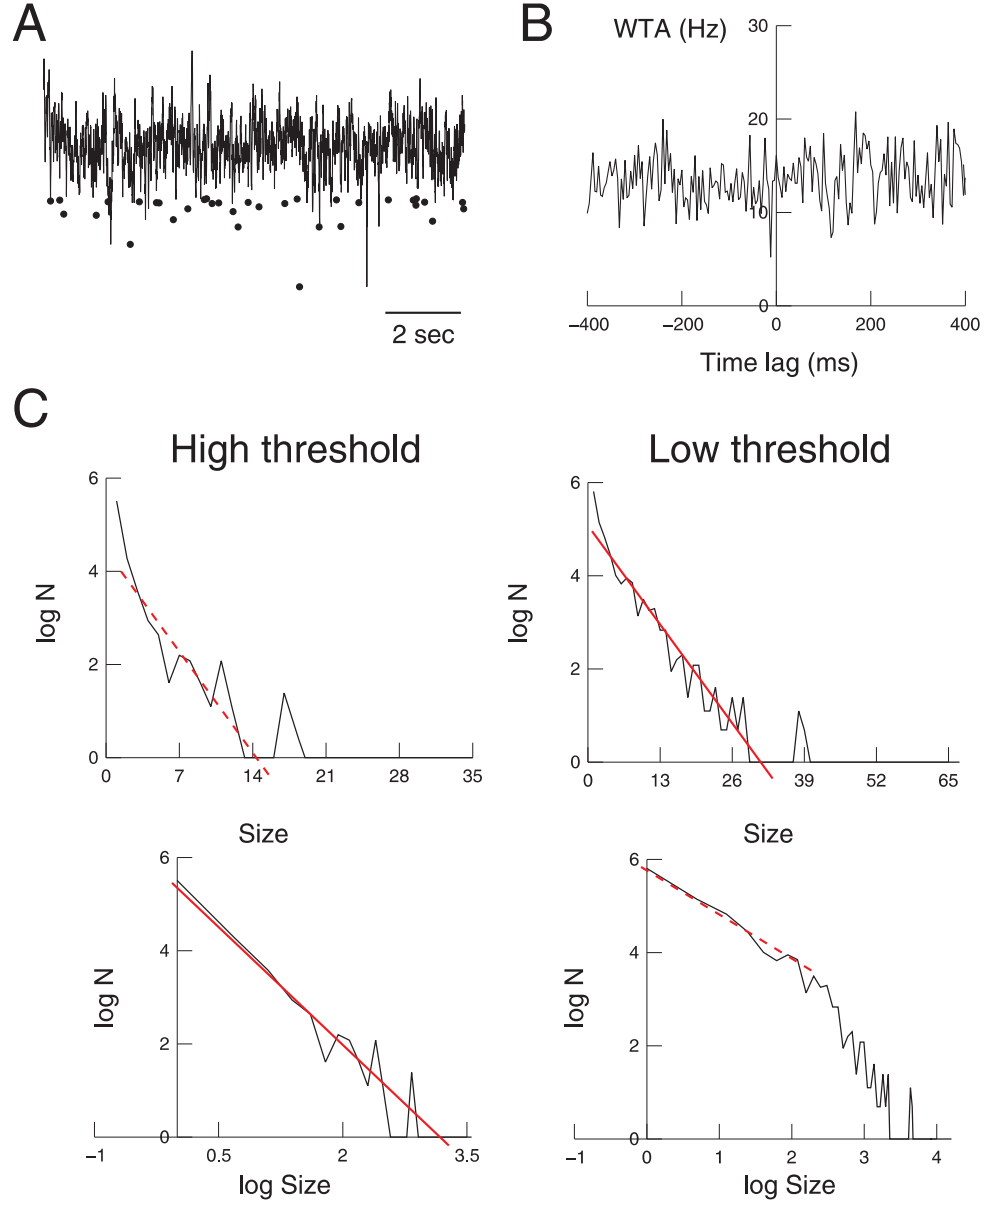 A
2 sec
B
WTA (Hz)
30
20
10
0
−400
−200
0
200
400
Time lag (ms)
C
High threshold
6
4
2
0
log N
0
7
14
21
28
35
Size
Low threshold
6
4
2
0
log N
0
13
26
39
52
65
Size
6
4
2
0
log N
−1
0.5
2
3.5
log Size
6
4
2
0
log N
−1
0
1
2
3
4
log Size